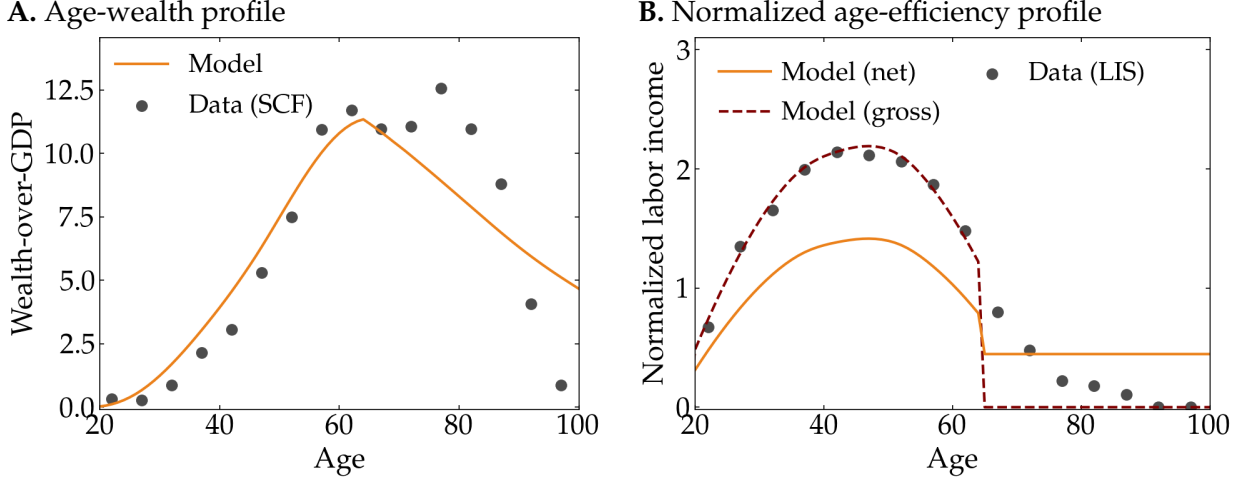 A. Age-wealth profile
Wealth-over-GDP
12.5
10.0
7.5
5.0
2.5
0.0
Model
Data (SCF)
20 40 60 80 100
Age
B. Normalized age-efficiency profile
Normalized labor income
3
2
1
0
Model (net)
Model (gross)
Data (LIS)
20 40 60 80 100
Age